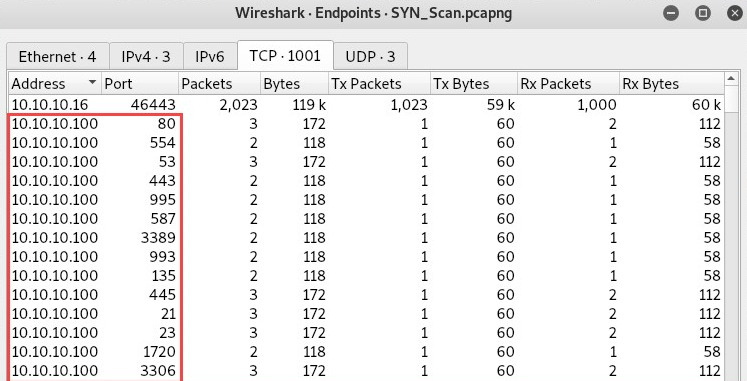 Wireshark · Endpoints · SYN_Scan.pcapng
Ethernet · 4 IPv4 · 3 IPv6 TCP · 1001 UDP · 3
Address Port Packets Bytes Tx Packets Tx Bytes Rx Packets Rx Bytes
10.10.10.16 46443 2,023 119 k 1,023 59 k 1,000 60 k
10.10.10.100 80 3 172 1 60 2 112
10.10.10.100 554 2 118 1 60 1 58
10.10.10.100 53 3 172 1 60 2 112
10.10.10.100 443 2 118 1 60 1 58
10.10.10.100 995 2 118 1 60 1 58
10.10.10.100 587 2 118 1 60 1 58
10.10.10.100 3389 2 118 1 60 1 58
10.10.10.100 993 2 118 1 60 1 58
10.10.10.100 135 2 118 1 60 1 58
10.10.10.100 445 3 172 1 60 2 112
10.10.10.100 21 3 172 1 60 2 112
10.10.10.100 23 3 172 1 60 2 112
10.10.10.100 1720 2 118 1 60 1 58
10.10.10.100 3306 3 172 1 60 2 112